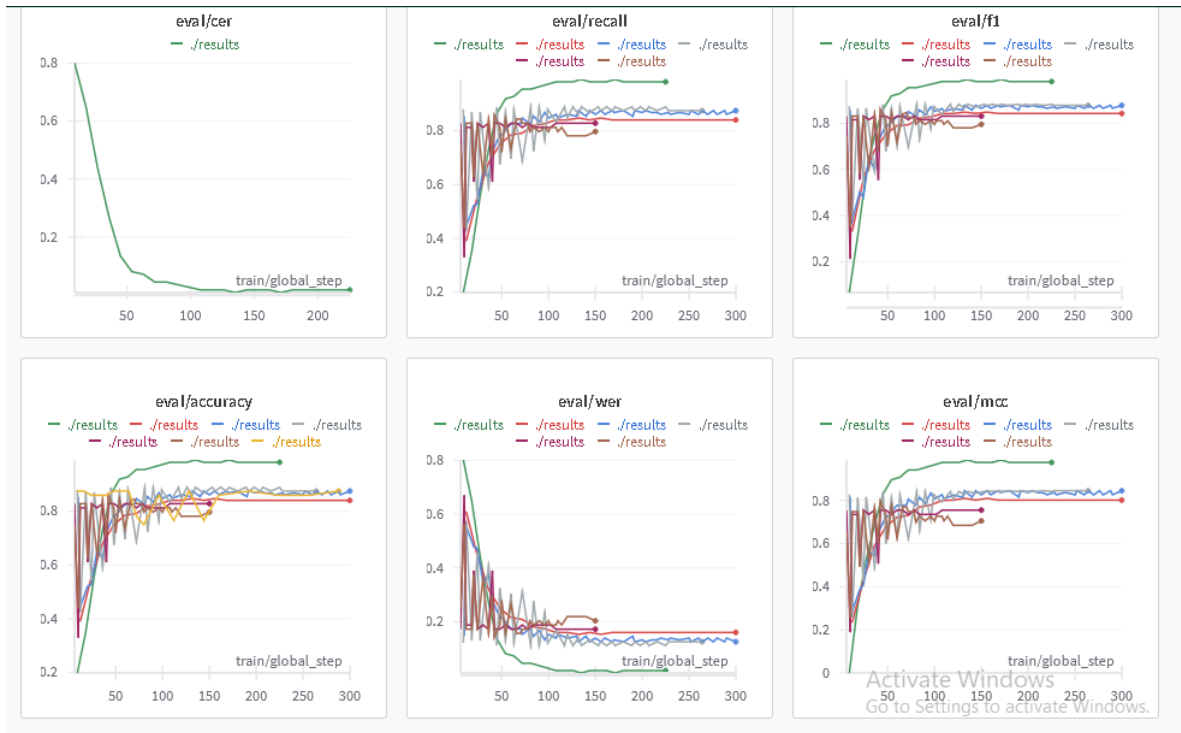 eval/cer
./results
0.8
0.6
0.4
0.2
train/global_step
50 100 150 200
eval/recall
./results ./results ./results ./results
./results ./results
0.8
0.6
0.4
0.2
train/global_step
50 100 150 200 250 300
eval/f1
./results ./results ./results ./results
./results ./results
0.8
0.6
0.4
0.2
train/global_step
50 100 150 200 250 300
eval/accuracy
./results ./results ./results ./results
./results ./results ./results
0.8
0.6
0.4
0.2
train/global_step
50 100 150 200 250 300
eval/wer
./results ./results ./results ./results
./results ./results
0.8
0.6
0.4
0.2
train/global_step
50 100 150 200 250 300
eval/mcc
./results ./results ./results ./results
./results ./results
0.8
0.6
0.4
0.2
0
train/global_step
50 100 150 200 250 300
Activate Windows
Go to Settings to activate Windows.